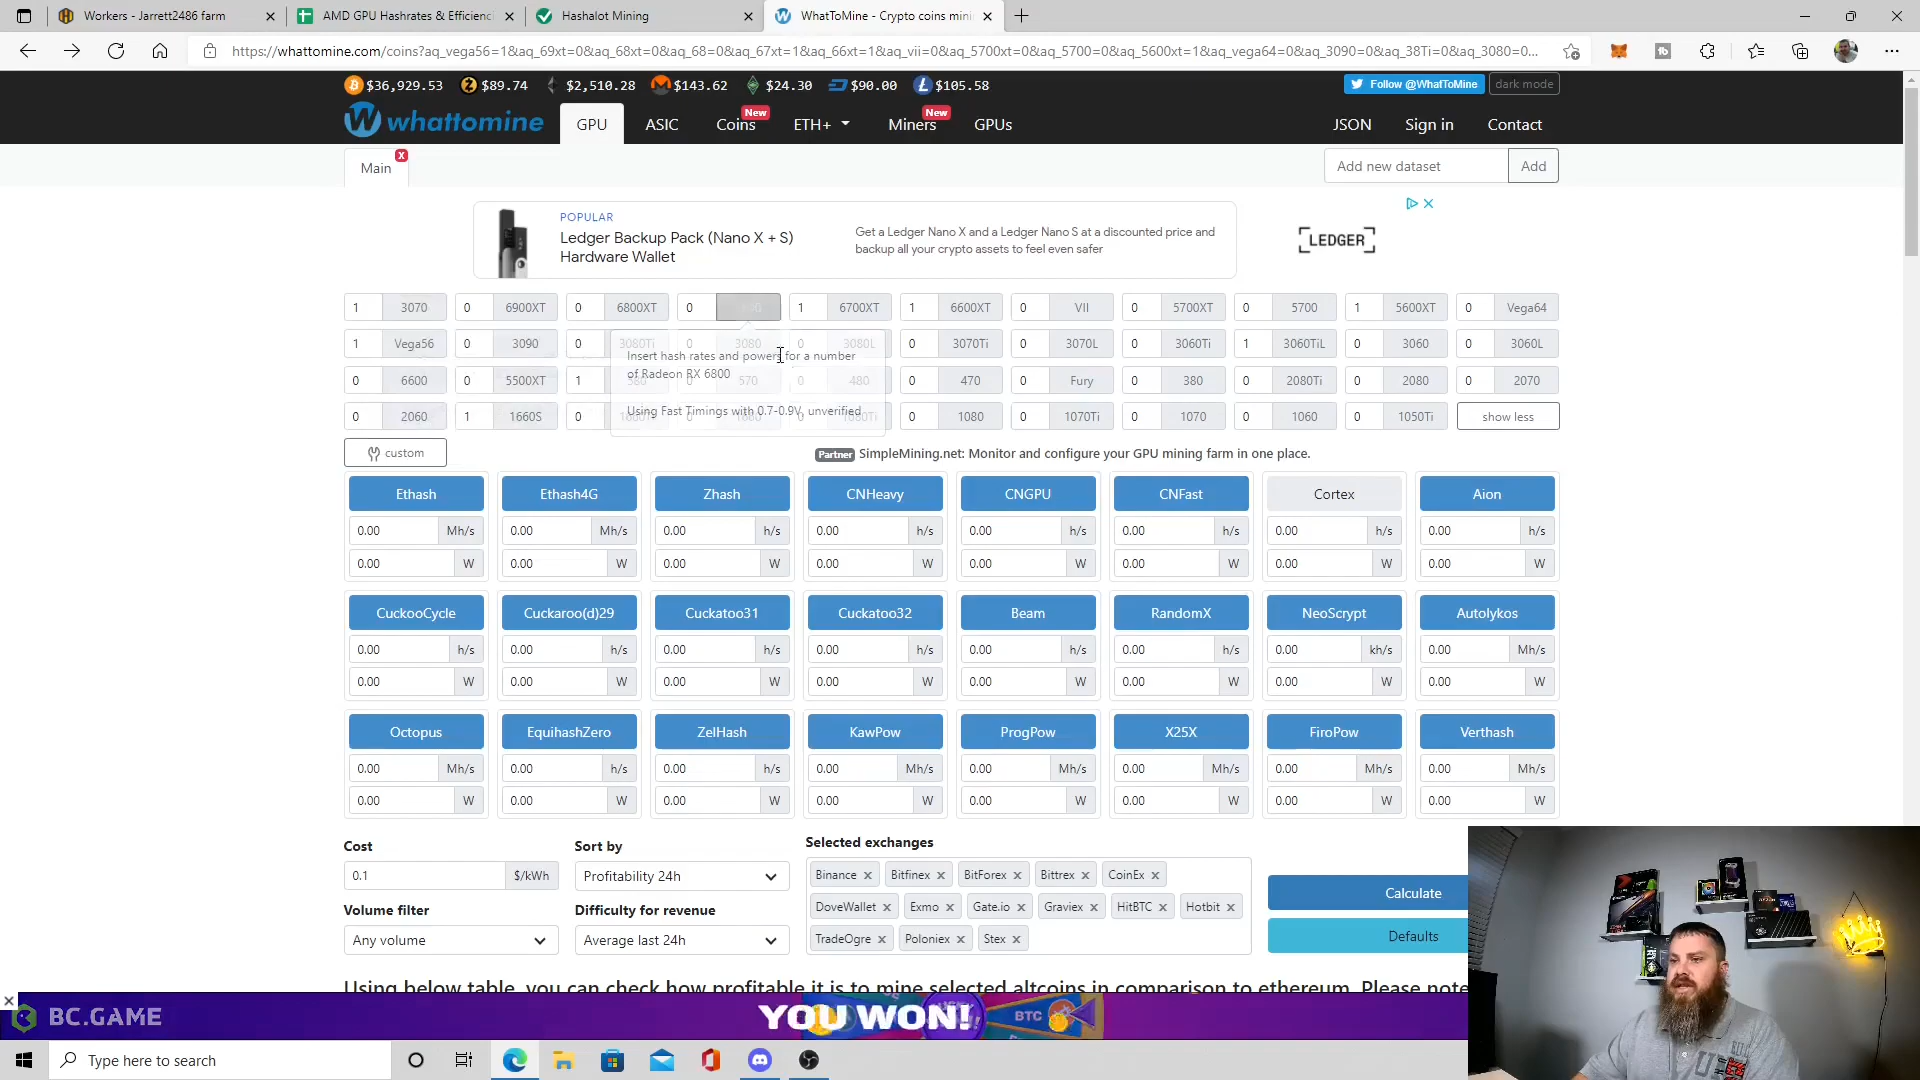 Workers - Jarrett2486 farm
AMD GPU Hashrates & Efficienc
Hashalot Mining
WhatToMine - Crypto coins mini
https://whattomine.com/coins?aq_vega56=1&aq_69xt=0&aq_68xt=0&aq_68=0&aq_67xt=1&aq_66xt=1&aq_vii=0&aq_5700xt=0&aq_5700=0&aq_5600xt=1&aq_vega64=0&aq_3090=0&aq_38Ti=0&aq_3080=0...
$36,929.53 $89.74 $2,510.28 $143.62 $24.30 $90.00 $105.58
Follow @WhatToMine dark mode
whattomine GPU ASIC Coins New ETH+ Miners New GPUs JSON Sign in Contact
Main x
Add new dataset Add
POPULAR
Ledger Backup Pack (Nano X + S)
Hardware Wallet
Get a Ledger Nano X and a Ledger Nano S at a discounted price and
backup all your crypto assets to feel even safer
LEDGER
1 3070 0 6900XT 0 6800XT 0 1 6700XT 1 6600XT 0 VII 0 5700XT 0 5700 1 5600XT 0 Vega64
1 Vega56 0 3090 0 3080Ti 0 3080 0 3080L 0 3070Ti 0 3070L 0 3060Ti 1 3060TiL 0 3060 0 3060L
Insert hash rates and powers for a number
of Radeon RX 6800
0 6600 0 5500XT 1 580 0 570 0 480 0 470 0 Fury 0 380 0 2080Ti 0 2080 0 2070
Using Fast Timings with 0.7-0.9V, unverified
0 2060 1 1660S 0 0 1660 0 1080Ti 0 1080 0 1070Ti 0 1070 0 1060 0 1050Ti show less
custom
Partner SimpleMining.net: Monitor and configure your GPU mining farm in one place.
Ethash Ethash4G Zhash CNHeavy CNGPU CNFast Cortex Aion
0.00 Mh/s 0.00 Mh/s 0.00 h/s 0.00 h/s 0.00 h/s 0.00 h/s 0.00 h/s 0.00 h/s
0.00 W 0.00 W 0.00 W 0.00 W 0.00 W 0.00 W 0.00 W 0.00 W
CuckooCycle Cuckaroo(d)29 Cuckatoo31 Cuckatoo32 Beam RandomX NeoScrypt Autolykos
0.00 h/s 0.00 h/s 0.00 h/s 0.00 h/s 0.00 h/s 0.00 h/s 0.00 kh/s 0.00 Mh/s
0.00 W 0.00 W 0.00 W 0.00 W 0.00 W 0.00 W 0.00 W 0.00 W
Octopus EquihashZero ZelHash KawPow ProgPow X25X FiroPow Verthash
0.00 Mh/s 0.00 h/s 0.00 h/s 0.00 Mh/s 0.00 Mh/s 0.00 Mh/s 0.00 Mh/s 0.00 Mh/s
0.00 W 0.00 W 0.00 W 0.00 W 0.00 W 0.00 W 0.00 W 0.00 W
Cost Sort by Selected exchanges
0.1 $/kWh Profitability 24h
Binance Bitfinex BitForex Bittrex CoinEx
Calculate
Volume filter Difficulty for revenue
DoveWallet Exmo Gate.io Graviex HitBTC Hotbit
Any volume Average last 24h
TradeOgre Poloniex Stex
Defaults
Using below table, you can check how profitable it is to mine selected altcoins in comparison to ethereum. Please note
BC.GAME YOU WON! BTC
Type here to search